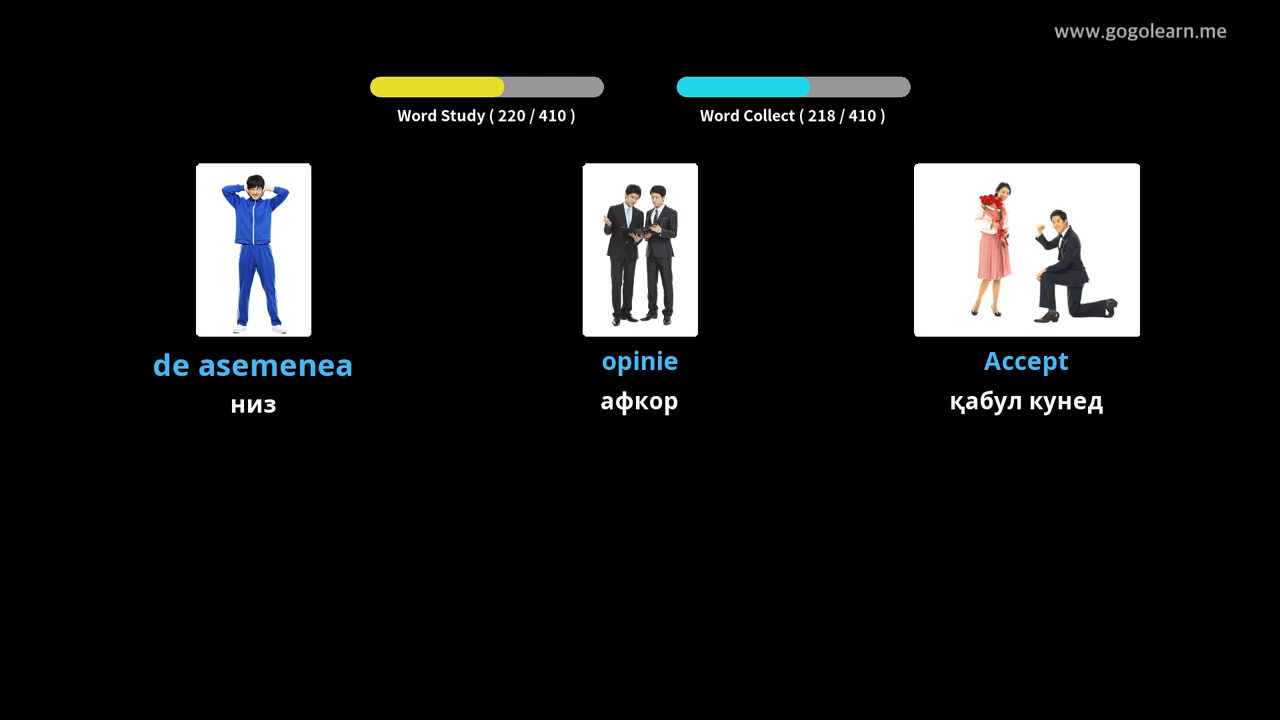 www.gogolearn.me
Word Study ( 220 / 410 )
Word Collect ( 218 / 410 )
de asemenea
низ
opinie
афкор
Accept
қабул кунед